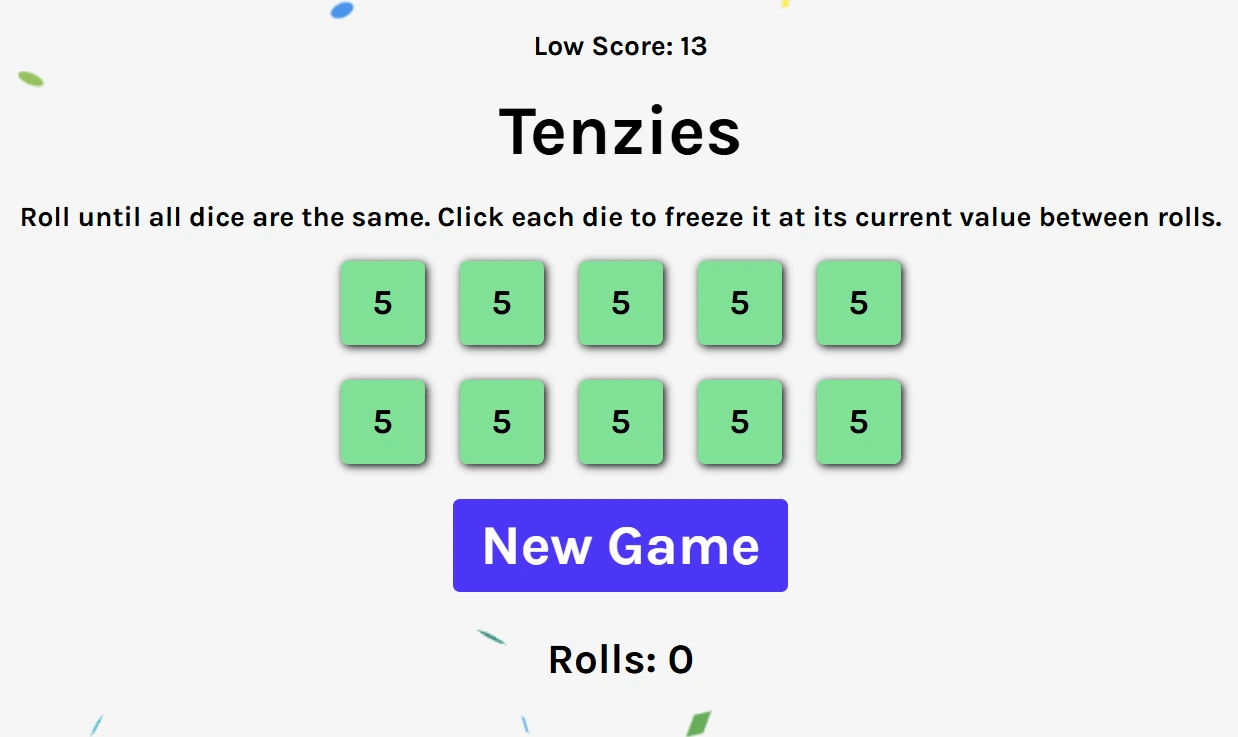 Low Score: 13
Tenzies
Roll until all dice are the same. Click each die to freeze it at its current value between rolls.
5 5 5 5 5
5 5 5 5 5
New Game
Rolls: 0